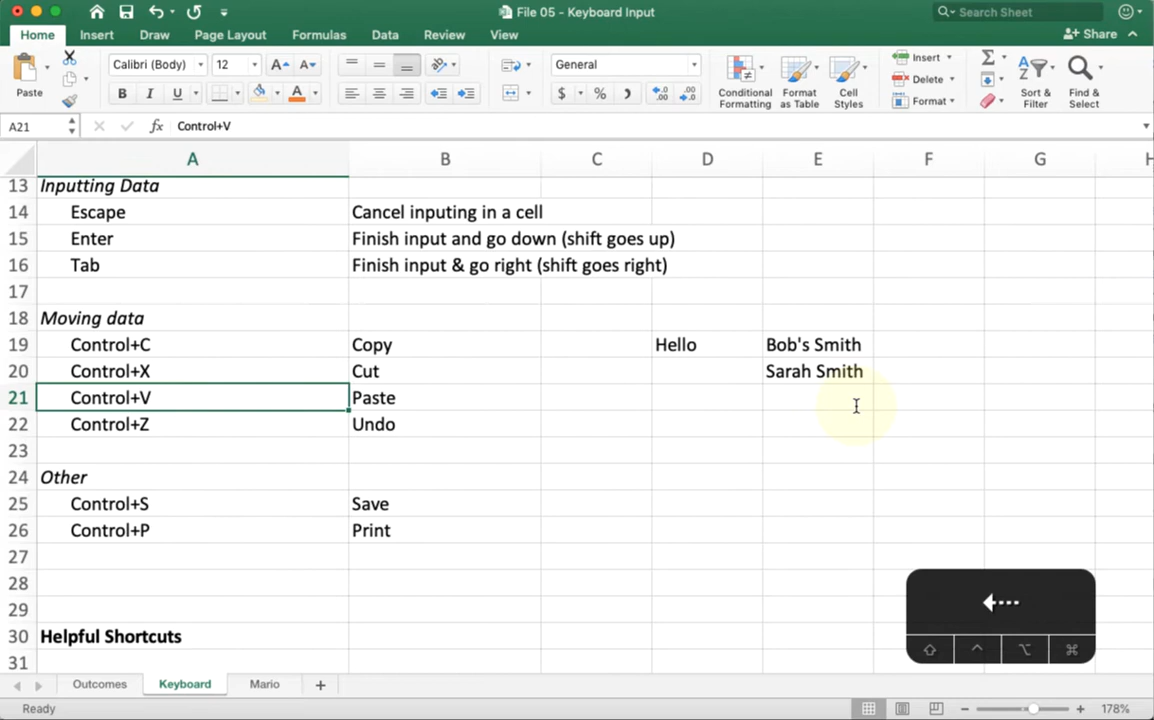 File 05 - Keyboard Input
Search Sheet
Home Insert Draw Page Layout Formulas Data Review View
Share
Paste
Calibri (Body) 12
A A
B I U A
General
$ % )
Conditional Formatting
Format as Table
Cell Styles
Insert
Delete
Format
Sort & Filter
Find & Select
A21 fx Control+V
A B C D E F G H
13 Inputting Data
14 Escape Cancel inputing in a cell
15 Enter Finish input and go down (shift goes up)
16 Tab Finish input & go right (shift goes right)
17
18 Moving data
19 Control+C Copy Hello Bob's Smith
20 Control+X Cut Sarah Smith
21 Control+V Paste
22 Control+Z Undo
23
24 Other
25 Control+S Save
26 Control+P Print
27
28
29
30 Helpful Shortcuts
31
Outcomes Keyboard Mario +
Ready
178%